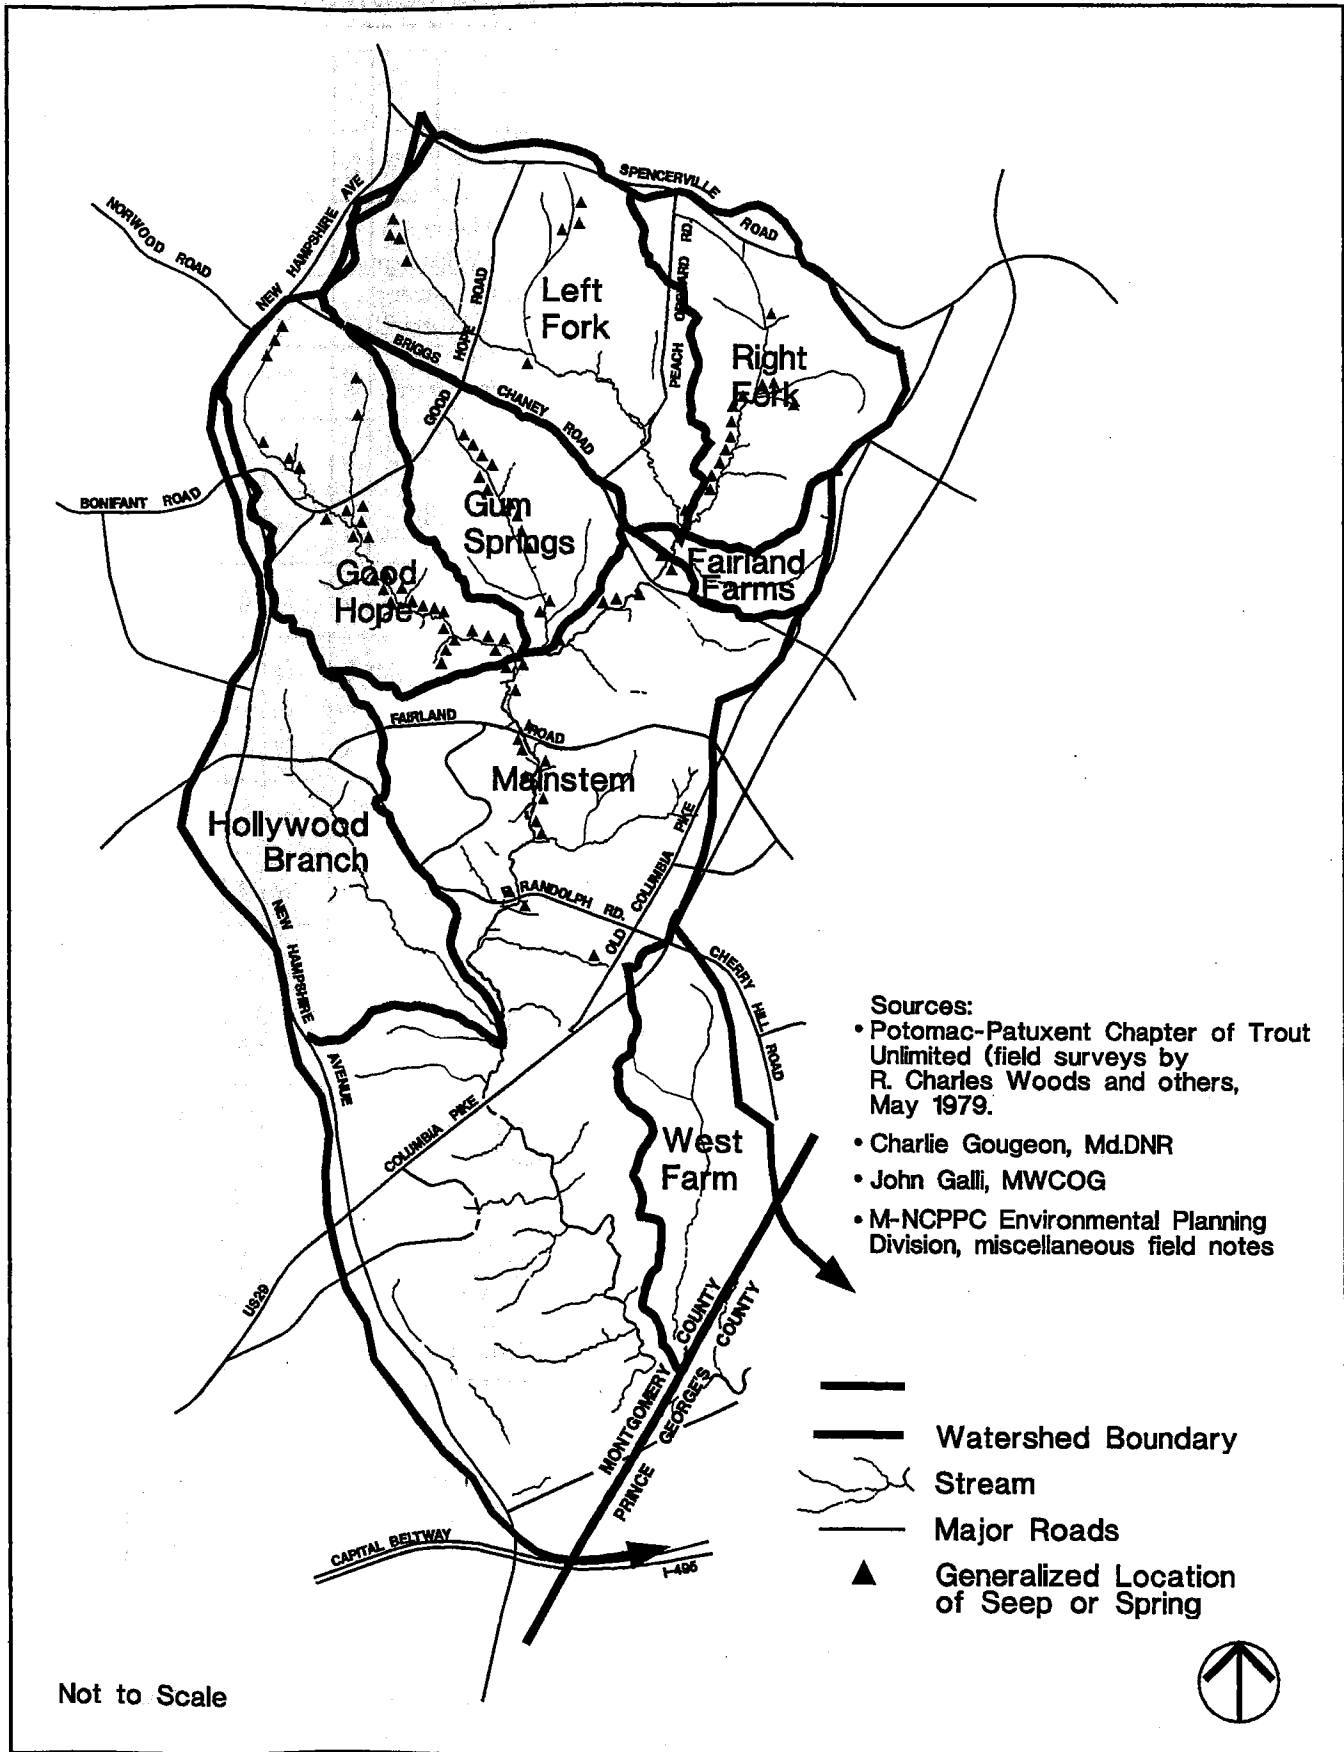 SPENCERVILLE
ROAD
NORWOOD ROAD
NEW HAMPSHIRE AVE
PEACH ORCHARD RD.
Left
Fork
GOOD HOPE ROAD
BRIGGS CHANEY ROAD
Right
Fork
BONIFANT ROAD
Gum
Springs
Fairland
Farms
Good
Hope
FAIRLAND ROAD
Mainstem
Hollywood
Branch
RANDOLPH RD.
OLD COLUMBIA PIKE
NEW HAMPSHIRE AVENUE
CHERRY HILL ROAD
COLUMBIA PIKE
US29
West
Farm
MONTGOMERY COUNTY
PRINCE GEORGE'S COUNTY
CAPITAL BELTWAY
I-495
Sources:
• Potomac-Patuxent Chapter of Trout
Unlimited (field surveys by
R. Charles Woods and others,
May 1979.
• Charlie Gougeon, Md.DNR
• John Galli, MWCOG
• M-NCPPC Environmental Planning
Division, miscellaneous field notes
Watershed Boundary
Stream
Major Roads
Generalized Location
of Seep or Spring
Not to Scale